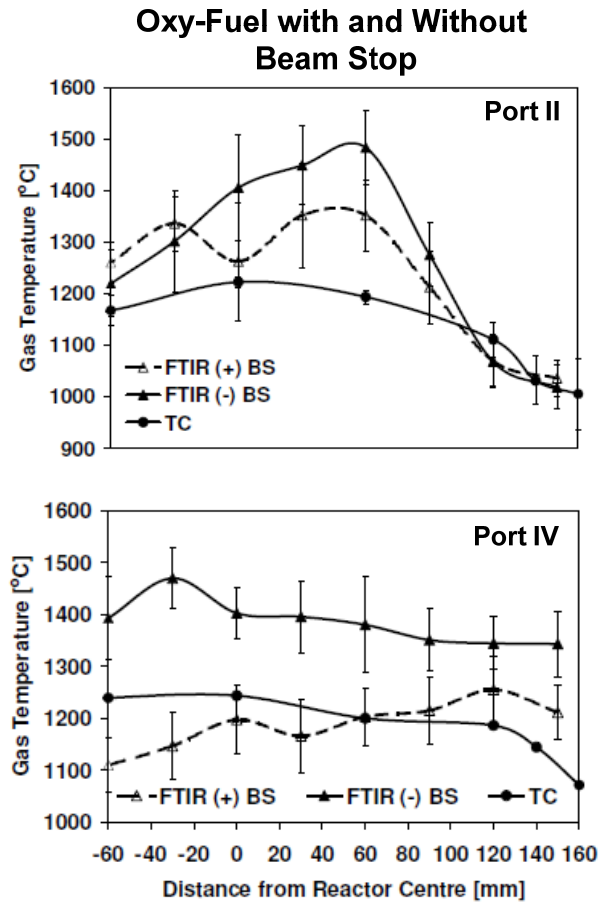 Oxy-Fuel with and Without
Beam Stop
1600
1500
1400
1300
1200
1100
1000
900
Gas Temperature [°C]
Port II
FTIR (+) BS
FTIR (-) BS
TC
1600
1500
1400
1300
1200
1100
1000
Gas Temperature [°C]
Port IV
FTIR (+) BS FTIR (-) BS TC
-60 -40 -20 0 20 40 60 80 100 120 140 160
Distance from Reactor Centre [mm]